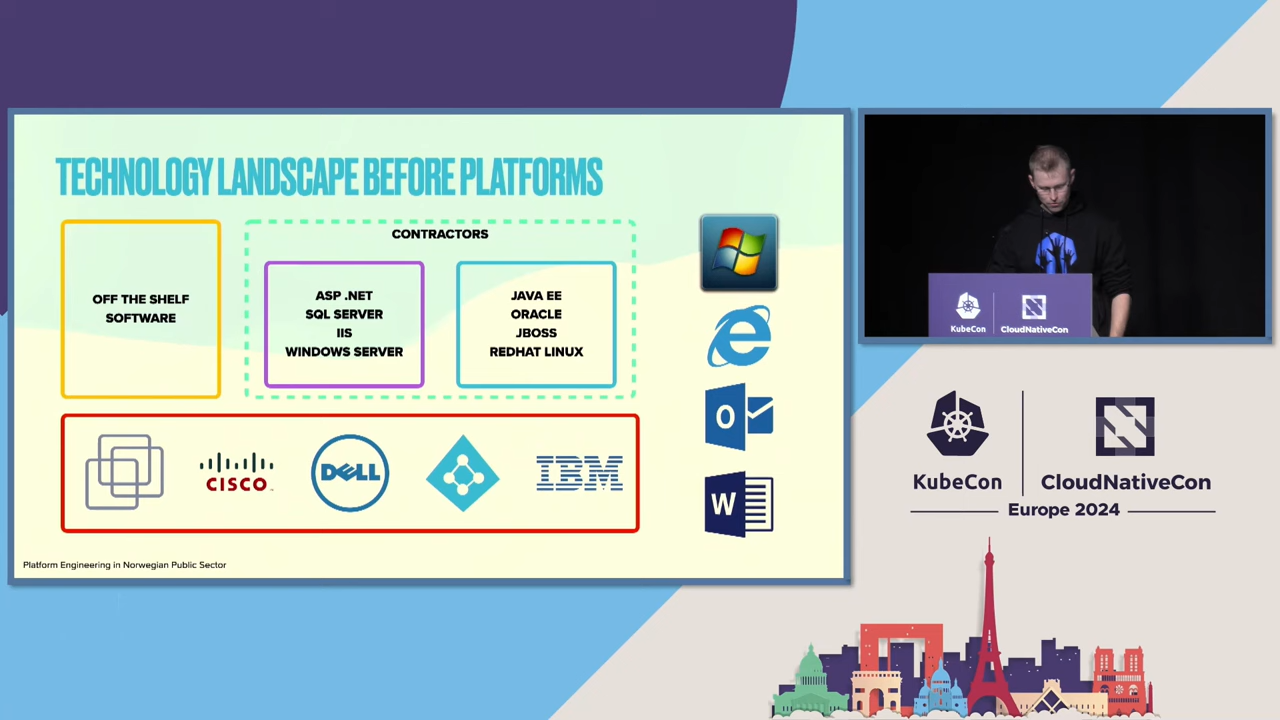 TECHNOLOGY LANDSCAPE BEFORE PLATFORMS
OFF THE SHELF
SOFTWARE
CONTRACTORS
ASP .NET
SQL SERVER
IIS
WINDOWS SERVER
JAVA EE
ORACLE
JBOSS
REDHAT LINUX
CISCO
DELL
IBM
O
W
Platform Engineering in Norwegian Public Sector
KubeCon
CloudNativeCon
KubeCon
CloudNativeCon
Europe 2024